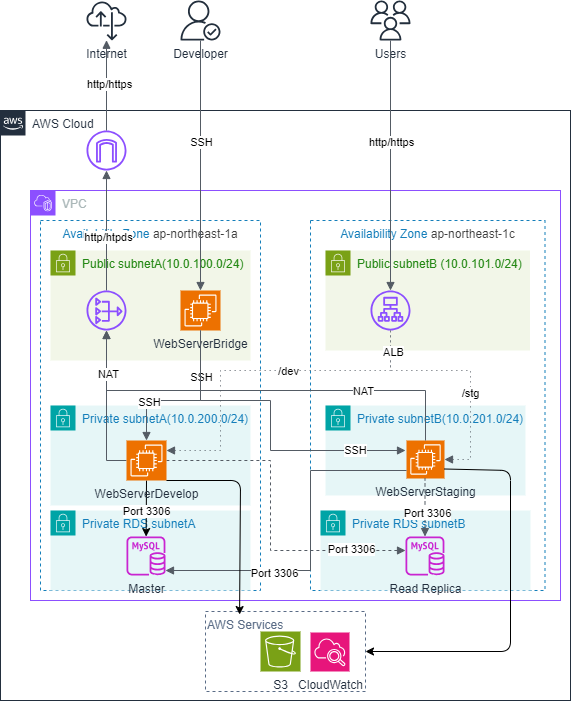 Internet
Developer
Users
http/https
SSH
http/https
aws
AWS Cloud
VPC
Availability Zone ap-northeast-1a
Availability Zone ap-northeast-1c
http/htpds
Public subnetA(10.0.100.0/24)
Public subnetB (10.0.101.0/24)
WebServerBridge
ALB
NAT
SSH
/dev
NAT
/stg
SSH
Private subnetA(10.0.200.0/24)
Private subnetB(10.0.201.0/24)
SSH
WebServerDevelop
WebServerStaging
Port 3306
Port 3306
Private RDS subnetA
Private RDS subnetB
MySQL
MySQL
Port 3306
Port 3306
Master
Read Replica
AWS Services
S3
CloudWatch